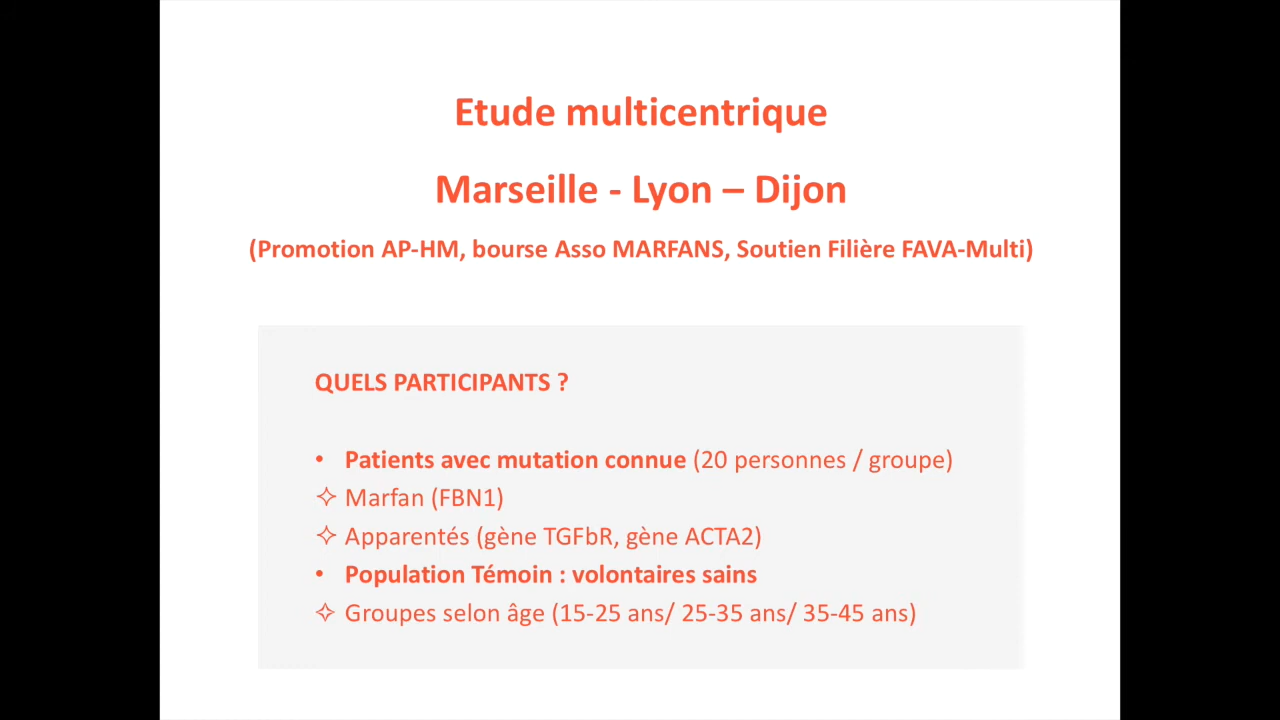 Etude multicentrique
Marseille - Lyon – Dijon
(Promotion AP-HM, bourse Asso MARFANS, Soutien Filière FAVA-Multi)
QUELS PARTICIPANTS ?
• Patients avec mutation connue (20 personnes / groupe)
✧ Marfan (FBN1)
✧ Apparentés (gène TGFbR, gène ACTA2)
• Population Témoin : volontaires sains
✧ Groupes selon âge (15-25 ans/ 25-35 ans/ 35-45 ans)